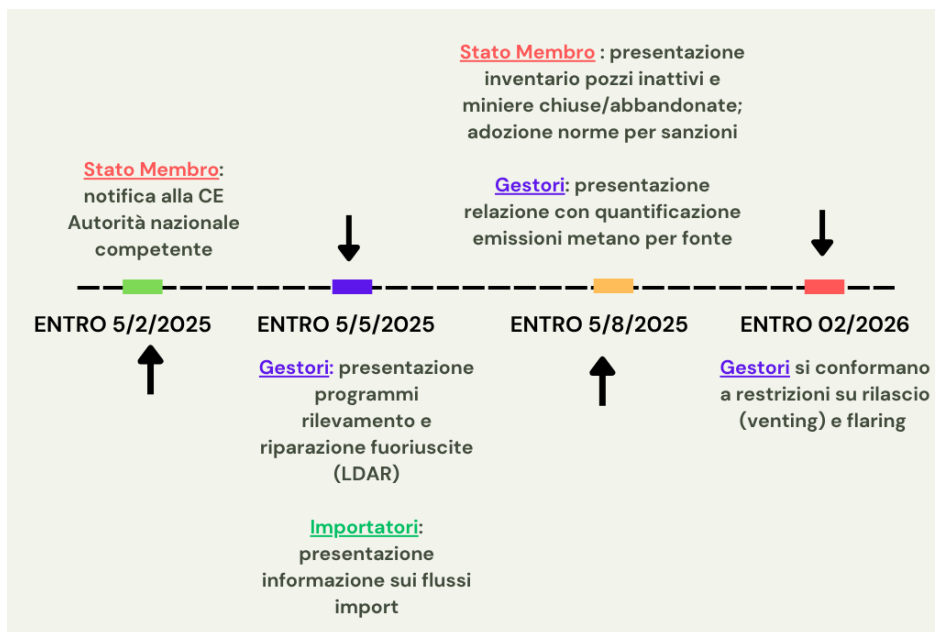 Stato Membro:
notifica alla CE
Autorità nazionale
competente
ENTRO 5/2/2025
ENTRO 5/5/2025
Gestori: presentazione
programmi
rilevamento e
riparazione fuoriuscite
(LDAR)
Importatori:
presentazione
informazione sui flussi
import
Stato Membro : presentazione
inventario pozzi inattivi e
miniere chiuse/abbandonate;
adozione norme per sanzioni
Gestori: presentazione
relazione con quantificazione
emissioni metano per fonte
ENTRO 5/8/2025
ENTRO 02/2026
Gestori si conformano
a restrizioni su rilascio
(venting) e flaring